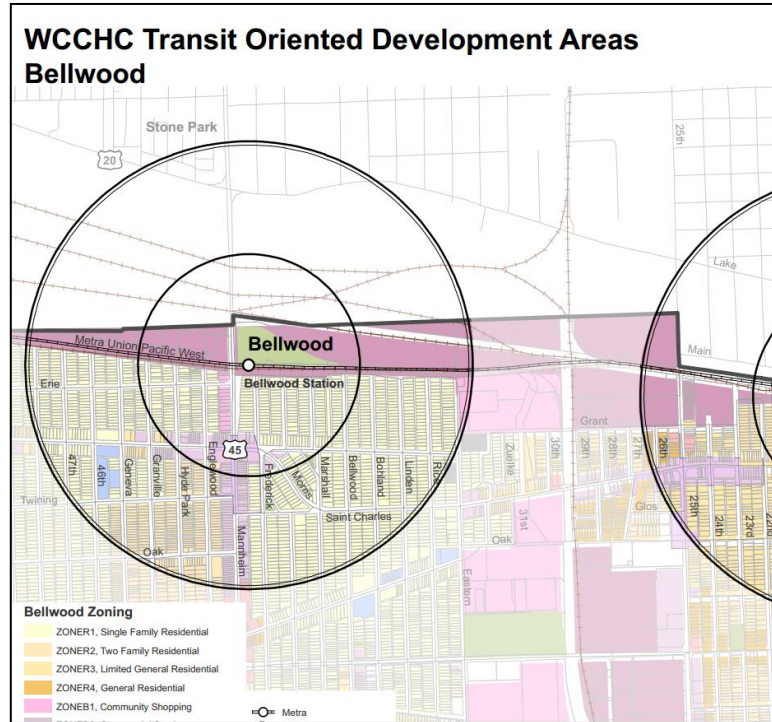 WCCHC Transit Oriented Development Areas
Bellwood
Stone Park
20
25th
Lake
Main
Metra Union Pacific West
Bellwood
Bellwood Station
Erie
Grant
45
47th
46th
Geneva
Granville
Hyde Park
Englewood
Frederick
Morris
Marshall
Bellwood
Bohland
Linden
Rice
Zuelke
30th
29th
28th
27th
26th
Twining
Saint Charles
31st
Glos
25th
24th
23rd
22nd
Oak
Mannheim
Oak
Eastern
Bellwood Zoning
ZONER1, Single Family Residential
ZONER2, Two Family Residential
ZONER3, Limited General Residential
ZONER4, General Residential
ZONEB1, Community Shopping
Metra